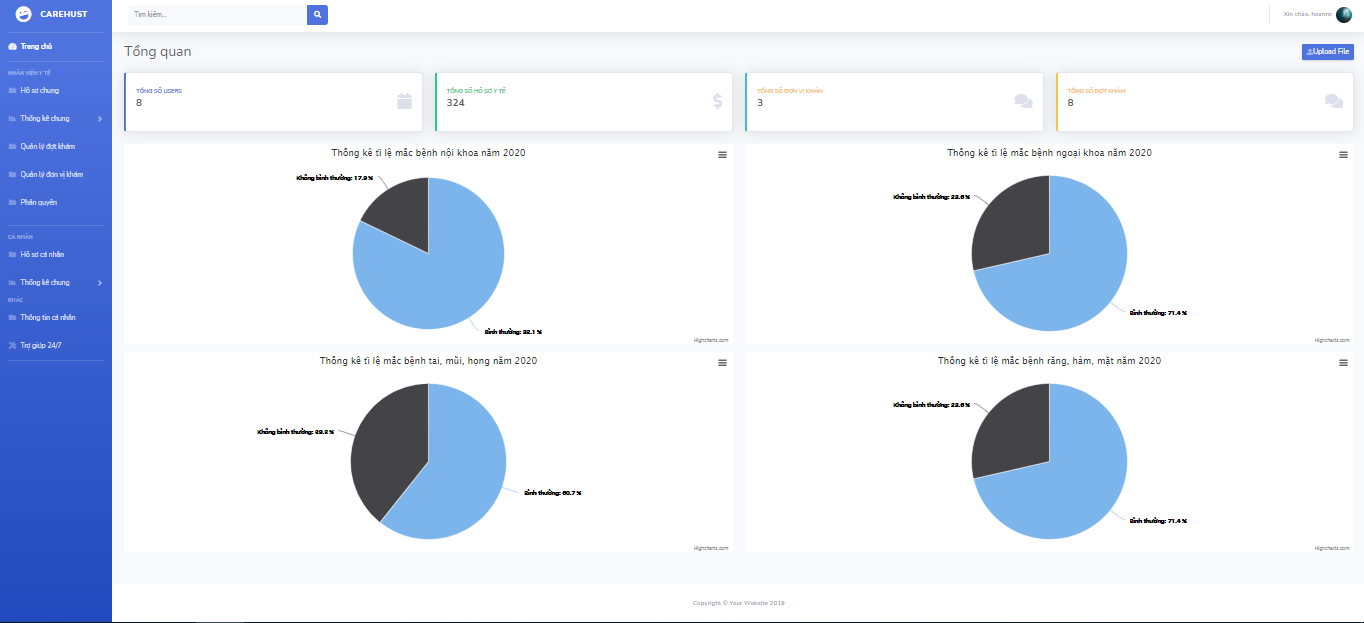 CAREHUST
Tìm kiếm...
Xin chào, hoannc
Trang chủ
NHÂN VIÊN Y TẾ
Hồ sơ chung
Thống kê chung
Quản lý đợt khám
Quản lý đơn vị khám
Phân quyền
CÁ NHÂN
Hồ sơ cá nhân
Thống kê chung
KHÁC
Thông tin cá nhân
Trợ giúp 24/7
Tổng quan
Upload File
TỔNG SỐ USERS
8
TỔNG SỐ HỒ SƠ Y TẾ
324
TỔNG SỐ ĐƠN VỊ KHÁM
3
TỔNG SỐ ĐỢT KHÁM
8
Thống kê tỉ lệ mắc bệnh nội khoa năm 2020
Không bình thường: 17.9 %
Bình thường: 82.1 %
Highcharts.com
Thống kê tỉ lệ mắc bệnh ngoại khoa năm 2020
Không bình thường: 28.6 %
Bình thường: 71.4 %
Highcharts.com
Thống kê tỉ lệ mắc bệnh tai, mũi, họng năm 2020
Không bình thường: 39.3 %
Bình thường: 60.7 %
Highcharts.com
Thống kê tỉ lệ mắc bệnh răng, hàm, mặt năm 2020
Không bình thường: 28.6 %
Bình thường: 71.4 %
Highcharts.com
Copyright © Your Website 2019